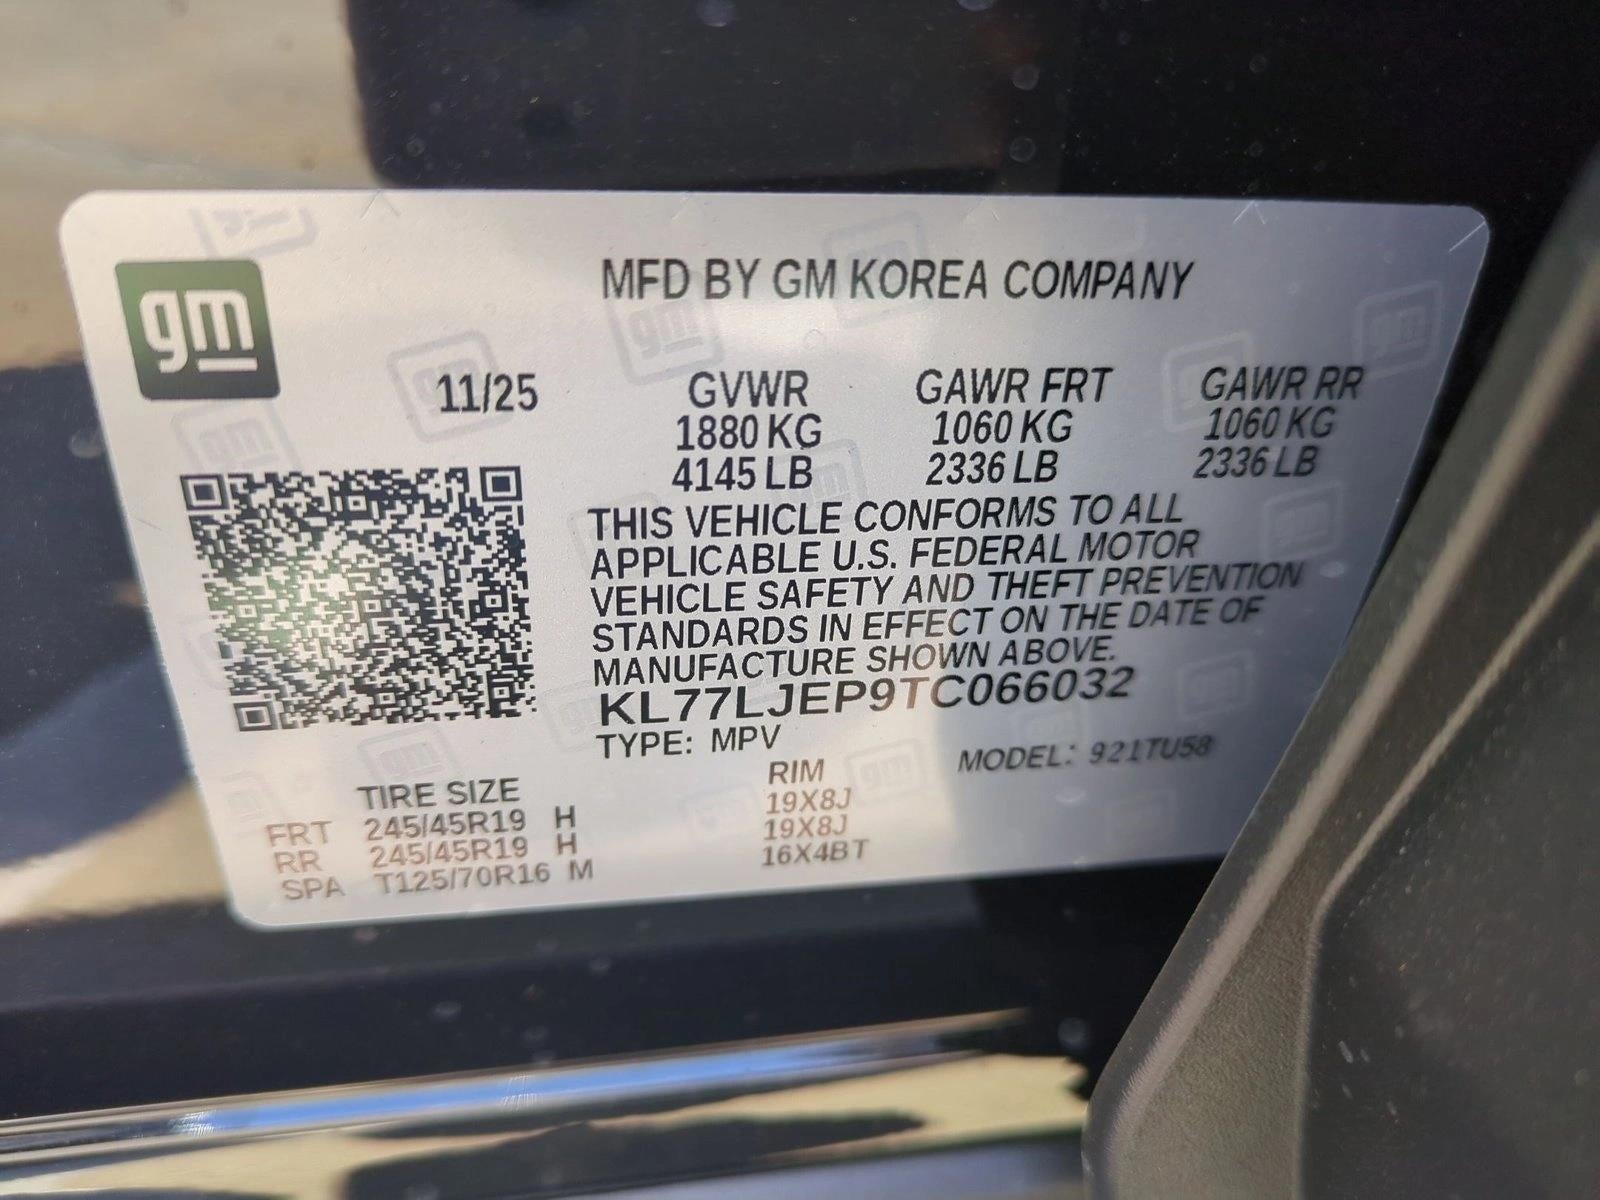 gm
MFD BY GM KOREA COMPANY
11/25 GVWR GAWR FRT GAWR RR
1880 KG 1060 KG 1060 KG
4145 LB 2336 LB 2336 LB
THIS VEHICLE CONFORMS TO ALL
APPLICABLE U.S. FEDERAL MOTOR
VEHICLE SAFETY AND THEFT PREVENTION
STANDARDS IN EFFECT ON THE DATE OF
MANUFACTURE SHOWN ABOVE.
KL77LJEP9TC066032
TYPE: MPV MODEL: 921TU58
TIRE SIZE RIM
FRT 245/45R19 H 19X8J
RR 245/45R19 H 19X8J
SPA T125/70R16 M 16X4BT